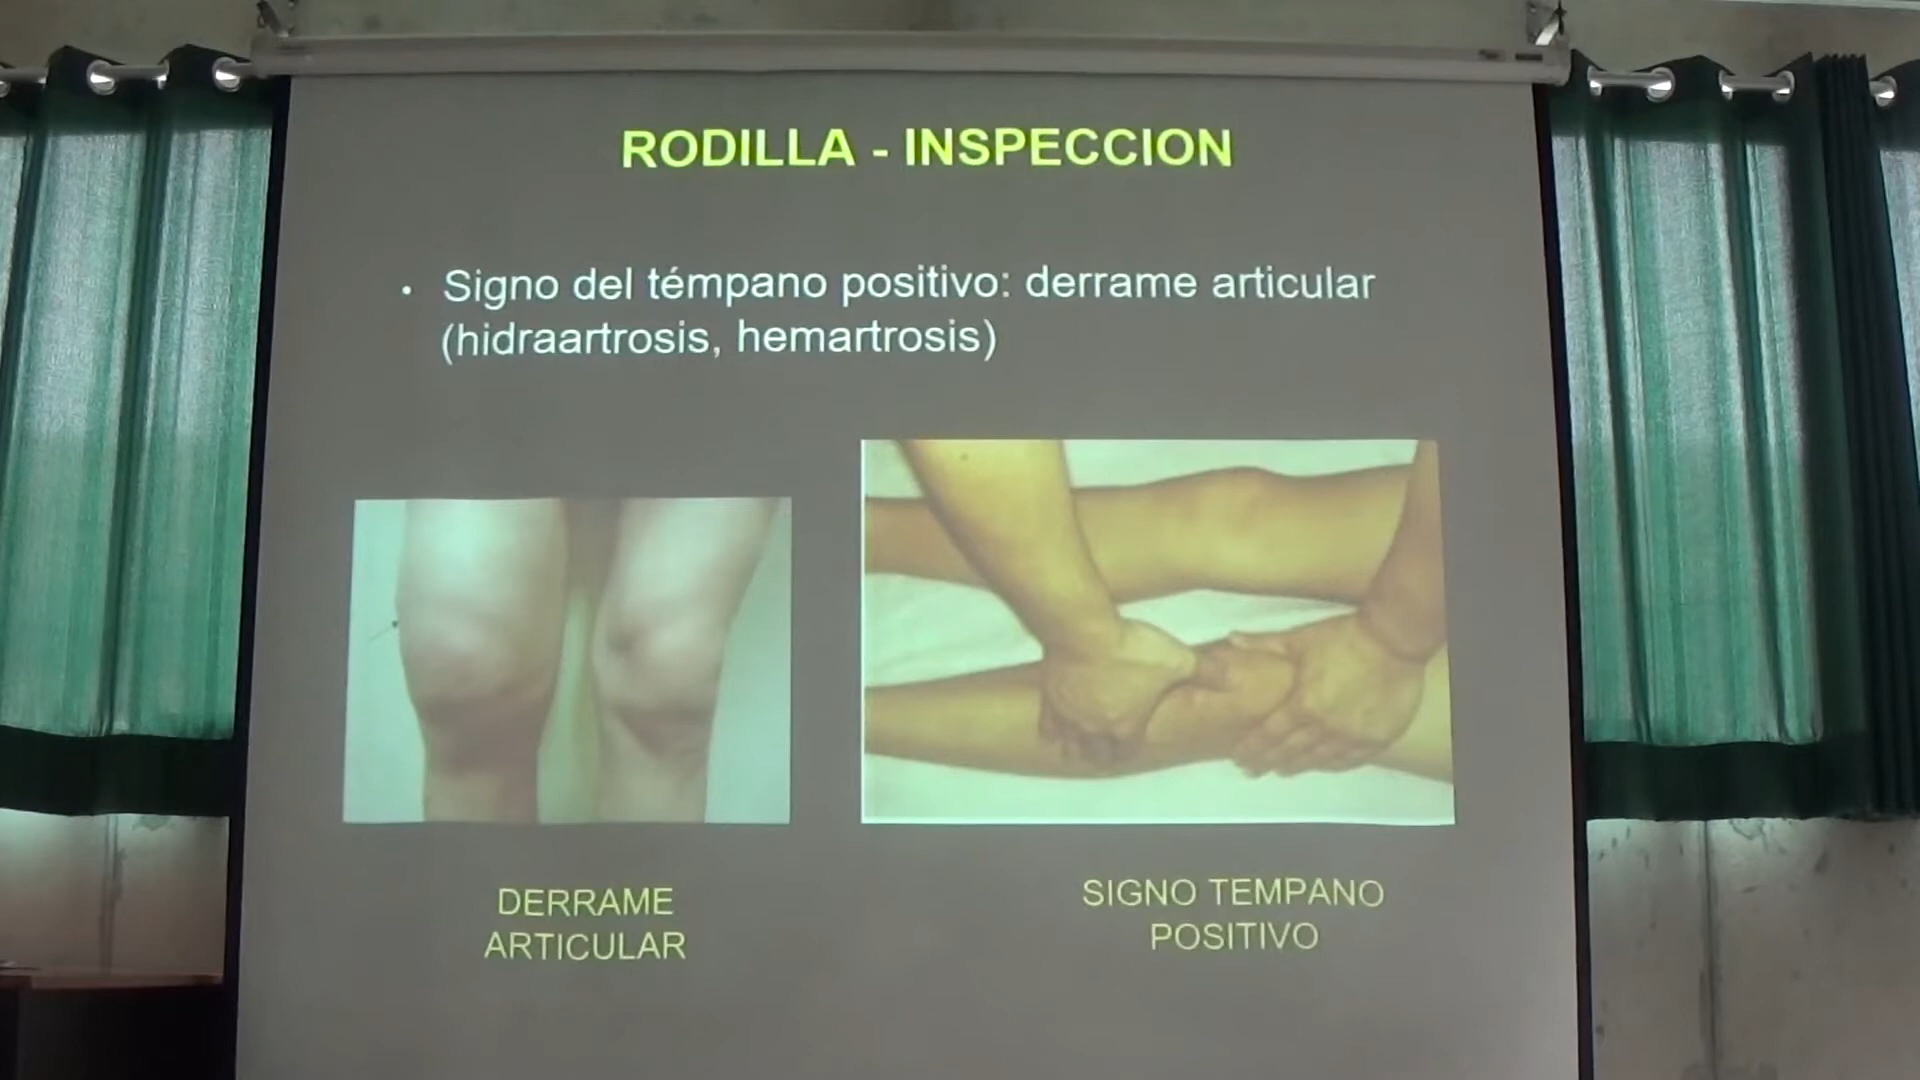 RODILLA - INSPECCION
• Signo del témpano positivo: derrame articular
(hidraartrosis, hemartrosis)
DERRAME
ARTICULAR
SIGNO TEMPANO
POSITIVO